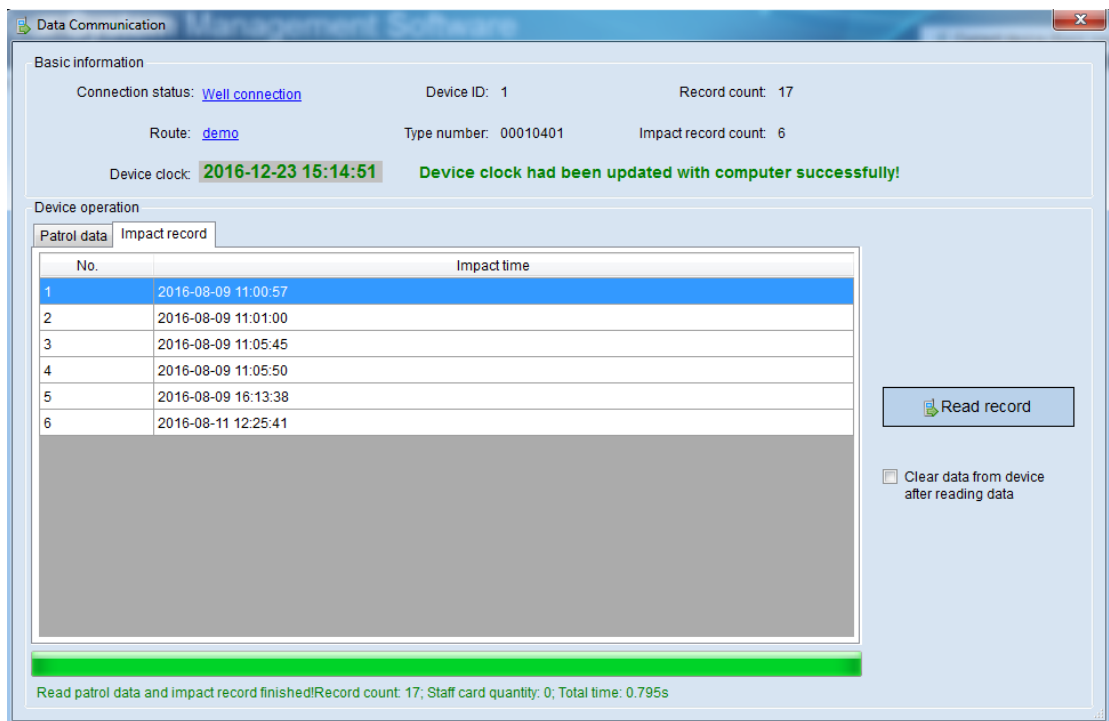 Management Software
Data Communication
Basic information
Connection status: Well connection Device ID: 1 Record count: 17
Route: demo Type number: 00010401 Impact record count: 6
Device clock: 2016-12-23 15:14:51 Device clock had been updated with computer successfully!
Device operation
Patrol data Impact record
No. Impact time
1 2016-08-09 11:00:57
2 2016-08-09 11:01:00
3 2016-08-09 11:05:45
4 2016-08-09 11:05:50
5 2016-08-09 16:13:38
6 2016-08-11 12:25:41
Read record
Clear data from device
after reading data
Read patrol data and impact record finished!Record count: 17; Staff card quantity: 0; Total time: 0.795s